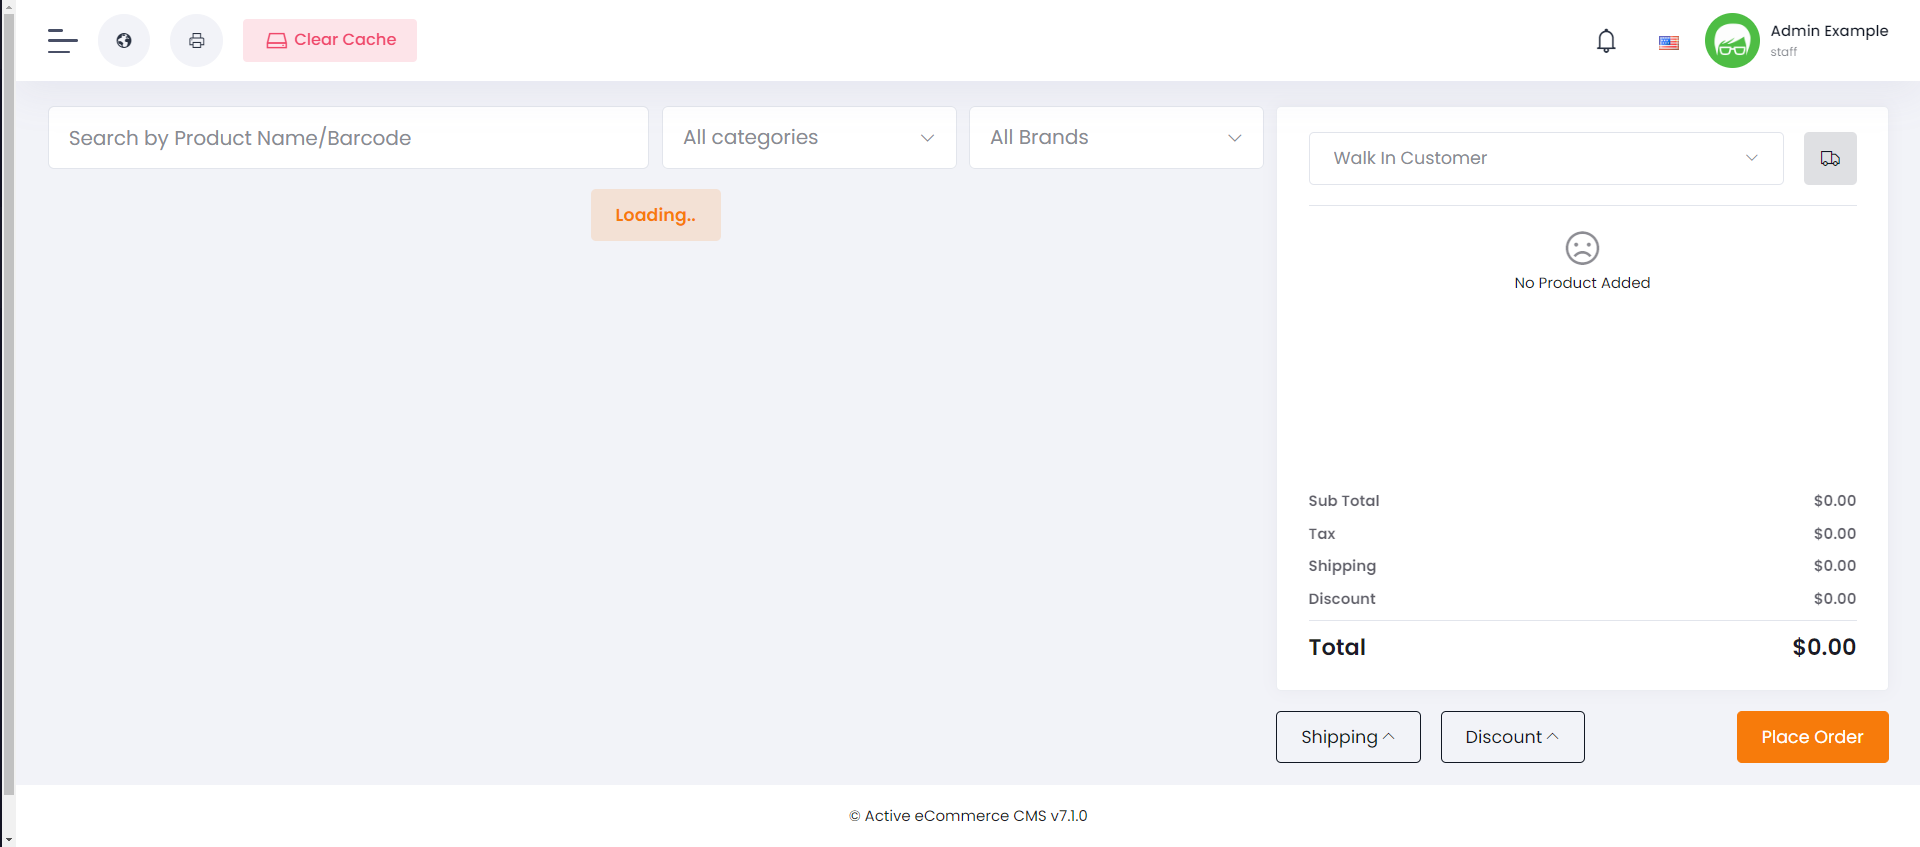 Clear Cache
Admin Example
staff
Search by Product Name/Barcode
All categories
All Brands
Loading..
Walk In Customer
No Product Added
Sub Total $0.00
Tax $0.00
Shipping $0.00
Discount $0.00
Total $0.00
Shipping
Discount
Place Order
© Active eCommerce CMS v7.1.0